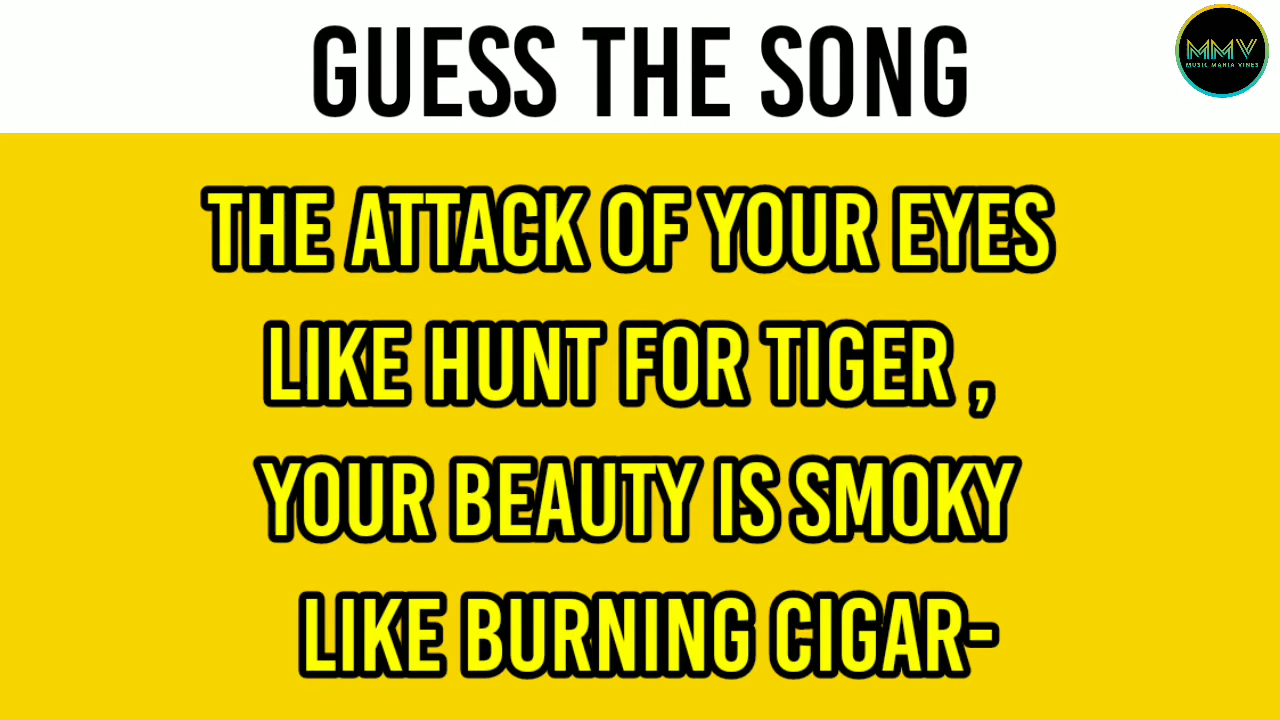 GUESS THE SONG
MMV
MUSIC MANIA VINES
THE ATTACK OF YOUR EYES
LIKE HUNT FOR TIGER ,
YOUR BEAUTY IS SMOKY
LIKE BURNING CIGAR-